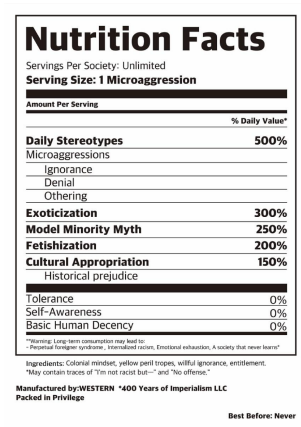 Nutrition Facts
Servings Per Society: Unlimited
Serving Size: 1 Microaggression
Amount Per Serving
% Daily Value*
Daily Stereotypes 500%
Microaggressions
Ignorance
Denial
Othering
Exoticization 300%
Model Minority Myth 250%
Fetishization 200%
Cultural Appropriation 150%
Historical prejudice
Tolerance 0%
Self-Awareness 0%
Basic Human Decency 0%
**Warning: Long-term consumption may lead to:
- Perpetual foreigner syndrome , Internalized racism, Emotional exhaustion, A society that never learns*
Ingredients: Colonial mindset, yellow peril tropes, willful ignorance, entitlement.
*May contain traces of "I'm not racist but—" and "No offense."
Manufactured by:WESTERN *400 Years of Imperialism LLC
Packed in Privilege
Best Before: Never